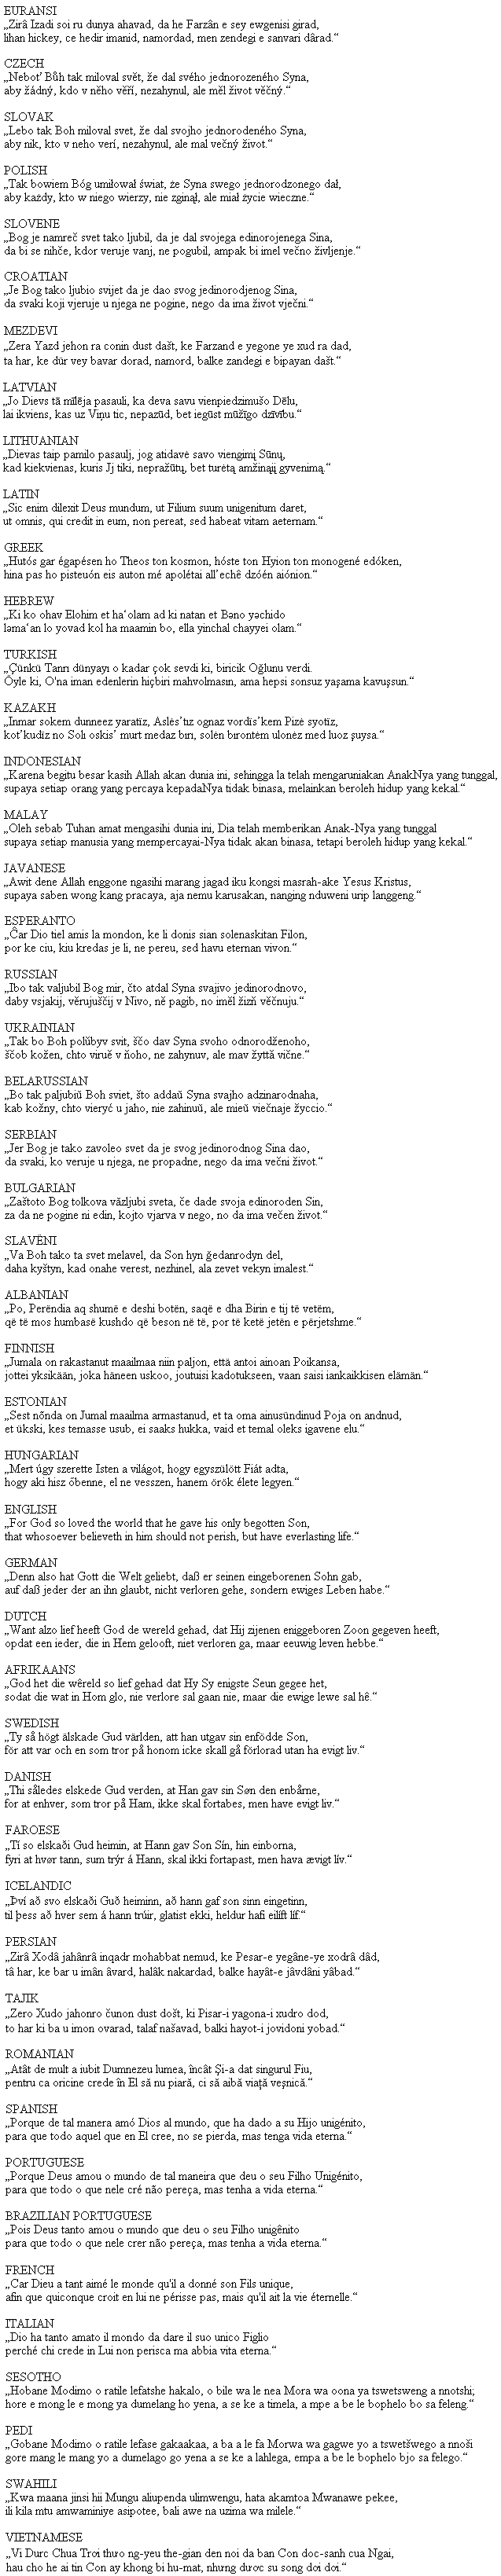 EURANSI
„Zirâ Izadi soi ru dunya ahavad, da he Farzân e sey ewgenisi girad,
lihan hickey, ce hedir imanid, namordad, men zendegi e sanvari dârad.“
CZECH
„Neboť Bůh tak miloval svět, že dal svého jednorozeného Syna,
aby žádný, kdo v něho věří, nezahynul, ale měl život věčný.“
SLOVAK
„Lebo tak Boh miloval svet, že dal svojho jednorodeného Syna,
aby nik, kto v neho verí, nezahynul, ale mal večný život.“
POLISH
„Tak bowiem Bóg umiłował świat, że Syna swego jednorodzonego dał,
aby każdy, kto w niego wierzy, nie zginął, ale miał życie wieczne.“
SLOVENE
„Bog je namreč svet tako ljubil, da je dal svojega edinorojenega Sina,
da bi se nihče, kdor veruje vanj, ne pogubil, ampak bi imel večno življenje.“
CROATIAN
„Je Bog tako ljubio svijet da je dao svog jedinorodjenog Sina,
da svaki koji vjeruje u njega ne pogine, nego da ima život vječni.“
MEZDEVI
„Zera Yazd jehon ra conin dust dašt, ke Farzand e yegone ye xud ra dad,
ta har, ke dür vey bavar dorad, namord, balke zandegi e bipayan dašt.“
LATVIAN
„Jo Dievs tā mīlēja pasauli, ka deva savu vienpiedzimušo Dēlu,
lai ikviens, kas uz Viņu tic, nepazūd, bet iegūst mūžīgo dzīvību.“
LITHUANIAN
„Dievas taip pamilo pasaulį, jog atidavė savo viengimį Sūnų,
kad kiekvienas, kuris Jį tiki, nepražūtų, bet turėtą amžinąjį gyvenimą.“
LATIN
„Sic enim dilexit Deus mundum, ut Filium suum unigenitum daret,
ut omnis, qui credit in eum, non pereat, sed habeat vitam aeternam.“
GREEK
„Hutós gar égapésen ho Theos ton kosmon, hóste ton Hyion ton monogené edóken,
hina pas ho pisteuón eis auton mé apolétai all’echê dzóén aiónion.“
HEBREW
„Ki ko ohav Elohim et ha‘olam ad ki natan et Bəno yəchido
ləma‘an lo yovad kol ha maamin bo, ella yinchal chayyei olam.“
TURKISH
„Çünkü Tanrı dünyayı o kadar çok sevdi ki, biricik Oğlunu verdi.
Öyle ki, O'na iman edenlerin hiçbiri mahvolmasın, ama hepsi sonsuz yaşama kavuşsun.“
KAZAKH
„Inmar sokem dunneez yaratïz, Aslės’tız ognaz vordïs’kem Pizė syotïz,
kot’kudïz no Solı oskis’ murt medaz bırı, solėn bırontėm ulonėz med luoz şuysa.“
INDONESIAN
„Karena begitu besar kasih Allah akan dunia ini, sehingga la telah mengaruniakan AnakNya yang tunggal,
supaya setiap orang yang percaya kepadaNya tidak binasa, melainkan beroleh hidup yang kekal.“
MALAY
„Oleh sebab Tuhan amat mengasihi dunia ini, Dia telah memberikan Anak-Nya yang tunggal
supaya setiap manusia yang mempercayai-Nya tidak akan binasa, tetapi beroleh hidup yang kekal.“
JAVANESE
„Awit dene Allah enggone ngasihi marang jagad iku kongsi masrah-ake Yesus Kristus,
supaya saben wong kang pracaya, aja nemu karusakan, nanging nduweni urip langgeng.“
ESPERANTO
„Ĉar Dio tiel amis la mondon, ke li donis sian solenaskitan Filon,
por ke ciu, kiu kredas je li, ne pereu, sed havu eternan vivon.“
RUSSIAN
„Ibo tak valjubil Bog mir, čto atdal Syna svajivo jedinorodnovo,
daby vsjakij, věrujuščij v Nivo, ně pagib, no iměl žizň věčnuju.“
UKRAINIAN
„Tak bo Boh poľübyv svit, ščo dav Syna svoho odnorodženoho,
ščob kožen, chto viruě v ňoho, ne zahynuv, ale mav žyttä vične.“
BELARUSSIAN
„Bo tak paljubiŭ Boh sviet, što addaŭ Syna svajho adzinarodnaha,
kab kožny, chto vieryć u jaho, nie zahinuŭ, ale mieŭ viečnaje žyccio.“
SERBIAN
„Jer Bog je tako zavoleo svet da je svog jedinorodnog Sina dao,
da svaki, ko veruje u njega, ne propadne, nego da ima večni život.“
BULGARIAN
„Zaštoto Bog tolkova văzljubi sveta, če dade svoja edinoroden Sin,
za da ne pogine ni edin, kojto vjarva v nego, no da ima večen život.“
SLAVĒNI
„Va Boh tako ta svet melavel, da Son hyn ğedanrodyn del,
daha kyštyn, kad onahe verest, nezhinel, ala zevet vekyn imalest.“
ALBANIAN
„Po, Perëndia aq shumë e deshi botën, saqë e dha Birin e tij të vetëm,
që të mos humbasë kushdo që beson në të, por të ketë jetën e përjetshme.“
FINNISH
„Jumala on rakastanut maailmaa niin paljon, että antoi ainoan Poikansa,
jottei yksikään, joka häneen uskoo, joutuisi kadotukseen, vaan saisi iankaikkisen elämän.“
ESTONIAN
„Sest nõnda on Jumal maailma armastanud, et ta oma ainusündinud Poja on andnud,
et ükski, kes temasse usub, ei saaks hukka, vaid et temal oleks igavene elu.“
HUNGARIAN
„Mert úgy szerette Isten a világot, hogy egyszülött Fiát adta,
hogy aki hisz őbenne, el ne vesszen, hanem örök élete legyen.“
ENGLISH
„For God so loved the world that he gave his only begotten Son,
that whosoever believeth in him should not perish, but have everlasting life.“
GERMAN
„Denn also hat Gott die Welt geliebt, daß er seinen eingeborenen Sohn gab,
auf daß jeder der an ihn glaubt, nicht verloren gehe, sondern ewiges Leben habe.“
DUTCH
„Want alzo lief heeft God de wereld gehad, dat Hij zijenen eniggeboren Zoon gegeven heeft,
opdat een ieder, die in Hem gelooft, niet verloren ga, maar eeuwig leven hebbe.“
AFRIKAANS
„God het die wêreld so lief gehad dat Hy Sy enigste Seun gegee het,
sodat die wat in Hom glo, nie verlore sal gaan nie, maar die ewige lewe sal hê.“
SWEDISH
„Ty så högt älskade Gud världen, att han utgav sin enfödde Son,
för att var och en som tror på honom icke skall gå förlorad utan ha evigt liv.“
DANISH
„Thi således elskede Gud verden, at Han gav sin Søn den enbårne,
for at enhver, som tror på Ham, ikke skal fortabes, men have evigt liv.“
FAROESE
„Tí so elskaði Gud heimin, at Hann gav Son Sín, hin einborna,
fyri at hvør tann, sum trýr á Hann, skal ikki fortapast, men hava ævigt lív.“
ICELANDIC
„Því að svo elskaði Guð heiminn, að hann gaf son sinn eingetinn,
til þess að hver sem á hann trúir, glatist ekki, heldur hafi eilíft líf.“
PERSIAN
„Zirâ Xodâ jahânrâ inqadr mohabbat nemud, ke Pesar-e yegâne-ye xodrâ dâd,
tâ har, ke bar u imân âvard, halâk nakardad, balke hayât-e jâvdâni yâbad.“
TAJIK
„Zero Xudo jahonro čunon dust došt, ki Pisar-i yagona-i xudro dod,
to har ki ba u imon ovarad, talaf našavad, balki hayot-i jovidoni yobad.“
ROMANIAN
„Atât de mult a iubit Dumnezeu lumea, încât Şi-a dat singurul Fiu,
pentru ca oricine crede în El să nu piară, ci să aibă viaţă veşnică.“
SPANISH
„Porque de tal manera amó Dios al mundo, que ha dado a su Hijo unigénito,
para que todo aquel que en El cree, no se pierda, mas tenga vida eterna.“
PORTUGUESE
„Porque Deus amou o mundo de tal maneira que deu o seu Filho Unigénito,
para que todo o que nele cré não pereça, mas tenha a vida eterna.“
BRAZILIAN PORTUGUESE
„Pois Deus tanto amou o mundo que deu o seu Filho unigênito
para que todo o que nele crer não pereça, mas tenha a vida eterna.“
FRENCH
„Car Dieu a tant aimé le monde qu'il a donné son Fils unique,
afin que quiconque croit en lui ne périsse pas, mais qu'il ait la vie éternelle.“
ITALIAN
„Dio ha tanto amato il mondo da dare il suo unico Figlio
perché chi crede in Lui non perisca ma abbia vita eterna.“
SESOTHO
„Hobane Modimo o ratile lefatshe hakalo, o bile wa le nea Mora wa oona ya tswetsweng a nnotshi;
hore e mong le e mong ya dumelang ho yena, a se ke a timela, a mpe a be le bophelo bo sa feleng.“
PEDI
„Gobane Modimo o ratile lefase gakaakaa, a ba a le fa Morwa wa gagwe yo a tswetšwego a nnoši
gore mang le mang yo a dumelago go yena a se ke a lahlega, empa a be le bophelo bjo sa felego.“
SWAHILI
„Kwa maana jinsi hii Mungu aliupenda ulimwengu, hata akamtoa Mwanawe pekee,
ili kila mtu amwaminiye asipotee, bali awe na uzima wa milele.“
VIETNAMESE
„Vi Dưrc Chua Trơi thưo ng-yeu the-gian den noi da ban Con doc-sanh cua Ngai,
hau cho he ai tin Con ay khong bi hu-mat, nhưng dươc su song dơi dơi.“